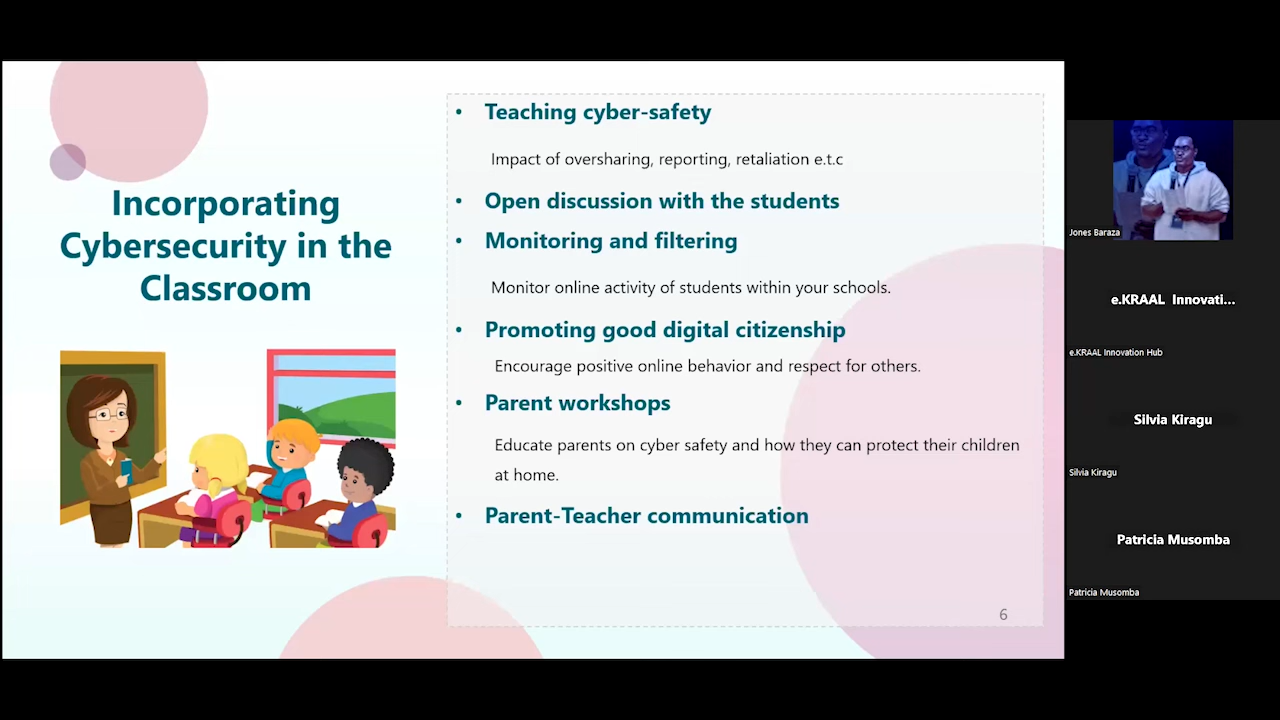 Incorporating
Cybersecurity in the
Classroom
• Teaching cyber-safety
Impact of oversharing, reporting, retaliation e.t.c
• Open discussion with the students
• Monitoring and filtering
Monitor online activity of students within your schools.
• Promoting good digital citizenship
Encourage positive online behavior and respect for others.
• Parent workshops
Educate parents on cyber safety and how they can protect their children
at home.
• Parent-Teacher communication
6
Jones Baraza
e.KRAAL Innovati...
e.KRAAL Innovation Hub
Silvia Kiragu
Silvia Kiragu
Patricia Musomba
Patricia Musomba